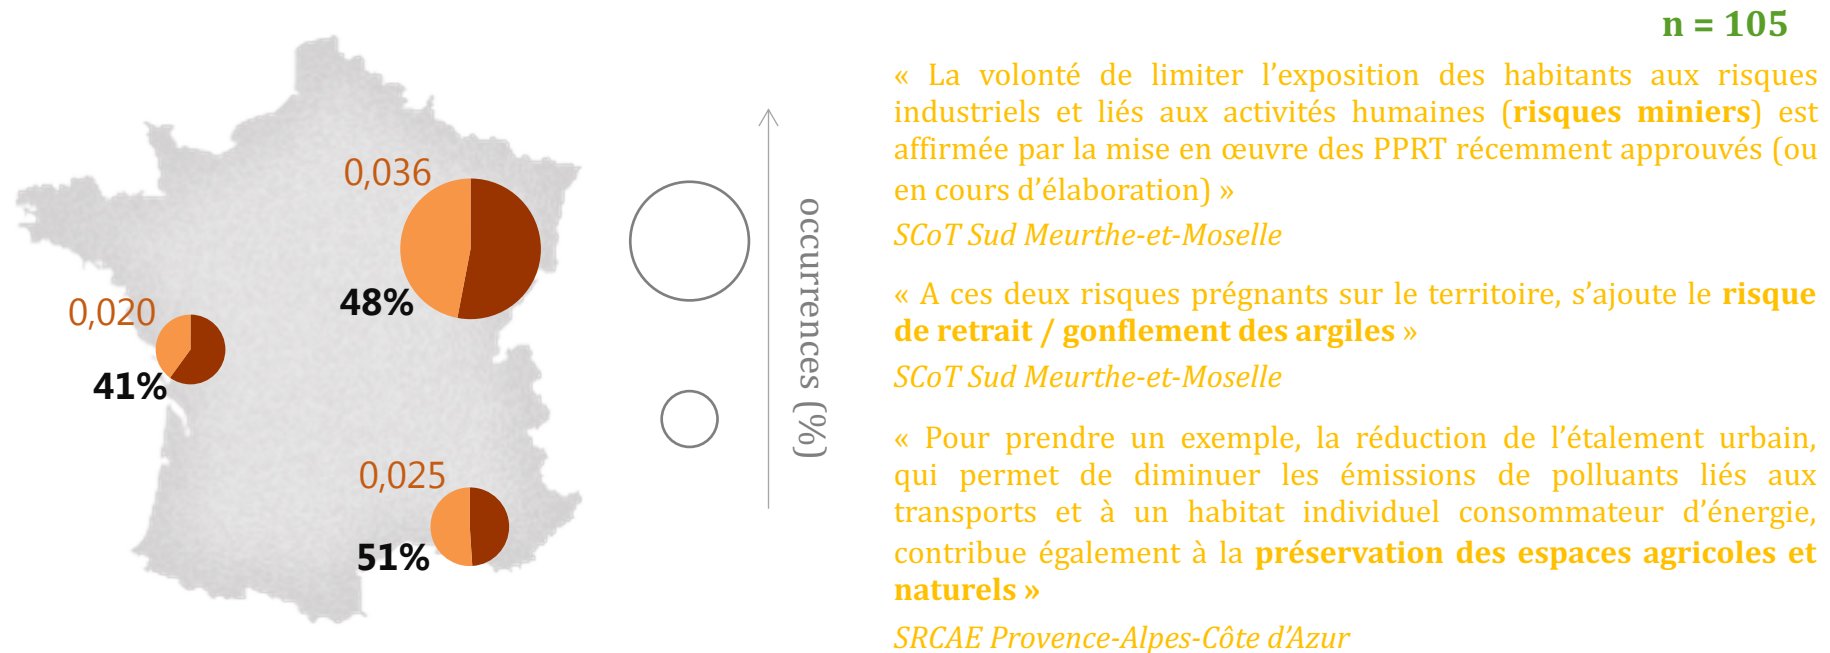 n = 105
0,036
48%
0,020
41%
0,025
51%
occurrences (%)
« La volonté de limiter l’exposition des habitants aux risques
industriels et liés aux activités humaines (risques miniers) est
affirmée par la mise en œuvre des PPRT récemment approuvés (ou
en cours d’élaboration) »
SCoT Sud Meurthe-et-Moselle
« A ces deux risques prégnants sur le territoire, s’ajoute le risque
de retrait / gonflement des argiles »
SCoT Sud Meurthe-et-Moselle
« Pour prendre un exemple, la réduction de l’étalement urbain,
qui permet de diminuer les émissions de polluants liés aux
transports et à un habitat individuel consommateur d’énergie,
contribue également à la préservation des espaces agricoles et
naturels »
SRCAE Provence-Alpes-Côte d’Azur